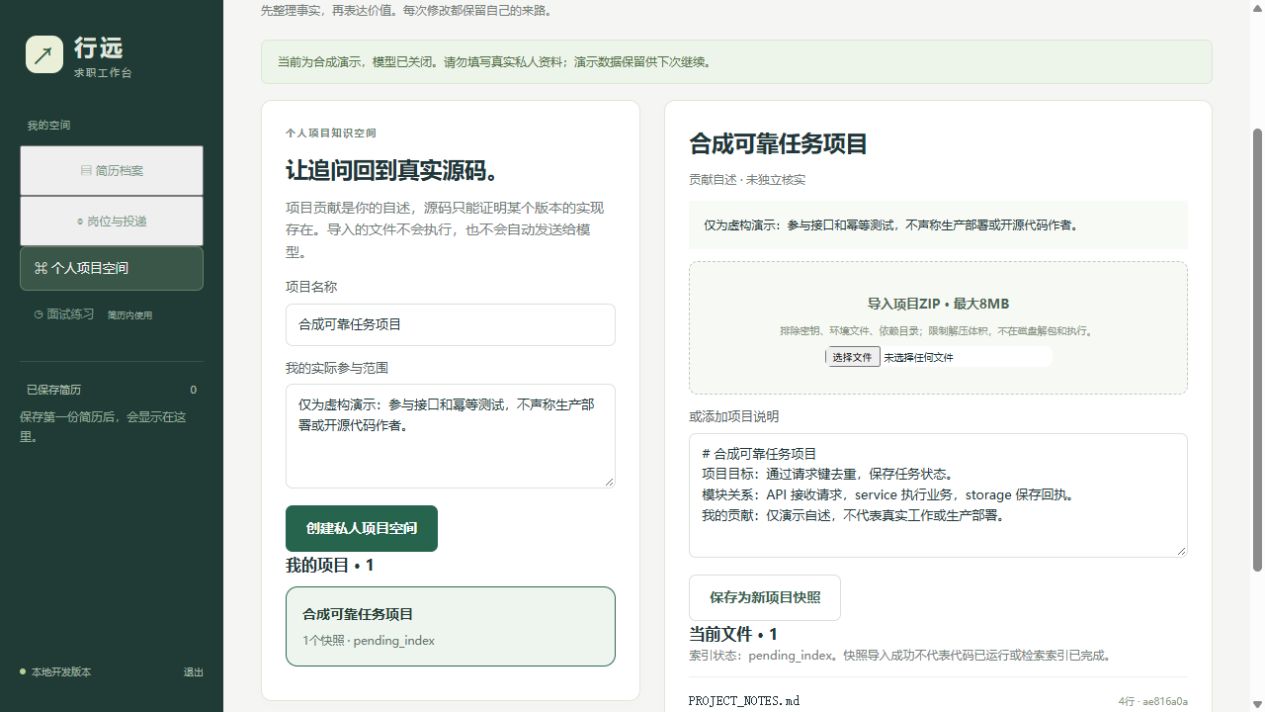 行远
求职工作台
我的空间
简历档案
岗位与投递
⌘ 个人项目空间
面试练习 简历内使用
已保存简历 0
保存第一份简历后，会显示在这
里。
本地开发版本 退出
先整理事实，再表达价值。每次修改都保留自己的来路。
当前为合成演示，模型已关闭。请勿填写真实私人资料；演示数据保留供下次继续。
个人项目知识空间
让追问回到真实源码。
项目贡献是你的自述，源码只能证明某个版本的实现
存在。导入的文件不会执行，也不会自动发送给模
型。
项目名称
合成可靠任务项目
我的实际参与范围
仅为虚构演示：参与接口和幂等测试，不声称生产部
署或开源代码作者。
创建私人项目空间
我的项目 • 1
合成可靠任务项目
1个快照 · pending_index
合成可靠任务项目
贡献自述 · 未独立核实
仅为虚构演示：参与接口和幂等测试，不声称生产部署或开源代码作者。
导入项目ZIP • 最大8MB
排除密钥、环境文件、依赖目录；限制解压体积，不在磁盘解包和执行。
选择文件 未选择任何文件
或添加项目说明
# 合成可靠任务项目
项目目标：通过请求键去重，保存任务状态。
模块关系：API 接收请求，service 执行业务，storage 保存回执。
我的贡献：仅演示自述，不代表真实工作或生产部署。
保存为新项目快照
当前文件 • 1
索引状态：pending_index。快照导入成功不代表代码已运行或检索索引已完成。
PROJECT_NOTES.md 4行 · ae816a0a